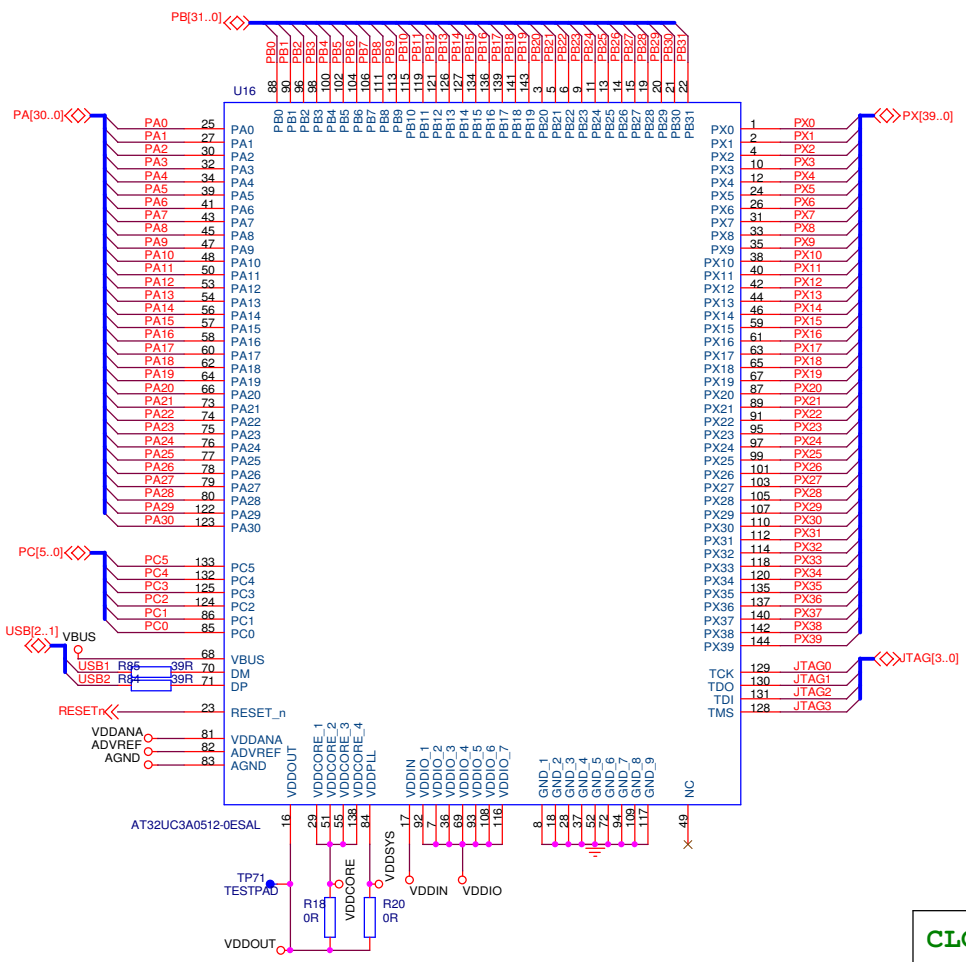 PB[31..0]
PB0 PB1 PB2 PB3 PB4 PB5 PB6 PB7 PB8 PB9 PB10 PB11 PB12 PB13 PB14 PB15 PB16 PB17 PB18 PB19 PB20 PB21 PB22 PB23 PB24 PB25 PB26 PB27 PB28 PB29 PB30 PB31
88 90 96 98 100 102 104 106 111 113 115 119 121 126 127 134 136 139 141 143 3 5 6 9 11 13 14 15 19 20 21 22
U16
PB0 PB1 PB2 PB3 PB4 PB5 PB6 PB7 PB8 PB9 PB10 PB11 PB12 PB13 PB14 PB15 PB16 PB17 PB18 PB19 PB20 PB21 PB22 PB23 PB24 PB25 PB26 PB27 PB28 PB29 PB30 PB31
PA[30..0] PX[39..0]
PA0 25 PA0 PX0 1 PX0
PA1 27 PA1 PX1 2 PX1
PA2 30 PA2 PX2 4 PX2
PA3 32 PA3 PX3 10 PX3
PA4 34 PA4 PX4 12 PX4
PA5 39 PA5 PX5 24 PX5
PA6 41 PA6 PX6 26 PX6
PA7 43 PA7 PX7 31 PX7
PA8 45 PA8 PX8 33 PX8
PA9 47 PA9 PX9 35 PX9
PA10 48 PA10 PX10 38 PX10
PA11 50 PA11 PX11 40 PX11
PA12 53 PA12 PX12 42 PX12
PA13 54 PA13 PX13 44 PX13
PA14 56 PA14 PX14 46 PX14
PA15 57 PA15 PX15 59 PX15
PA16 58 PA16 PX16 61 PX16
PA17 60 PA17 PX17 63 PX17
PA18 62 PA18 PX18 65 PX18
PA19 64 PA19 PX19 67 PX19
PA20 66 PA20 PX20 87 PX20
PA21 73 PA21 PX21 89 PX21
PA22 74 PA22 PX22 91 PX22
PA23 75 PA23 PX23 95 PX23
PA24 76 PA24 PX24 97 PX24
PA25 77 PA25 PX25 99 PX25
PA26 78 PA26 PX26 101 PX26
PA27 79 PA27 PX27 103 PX27
PA28 80 PA28 PX28 105 PX28
PA29 122 PA29 PX29 107 PX29
PA30 123 PA30 PX30 110 PX30
PX31 112 PX31
PX32 114 PX32
PC[5..0]
PC5 133 PC5 PX33 118 PX33
PC4 132 PC4 PX34 120 PX34
PC3 125 PC3 PX35 135 PX35
PC2 124 PC2 PX36 137 PX36
PC1 86 PC1 PX37 140 PX37
PC0 85 PC0 PX38 142 PX38
PX39 144 PX39
USB[2..1] VBUS
68 VBUS JTAG[3..0]
USB1 R85 39R 70 DM TCK 129 JTAG0
USB2 R84 39R 71 DP TDO 130 JTAG1
TDI 131 JTAG2
RESETn 23 RESET_n TMS 128 JTAG3
VDDANA 81 VDDANA
ADVREF 82 ADVREF
AGND 83 AGND
VDDOUT VDDCORE_1 VDDCORE_2 VDDCORE_3 VDDCORE_4 VDDPLL VDDIN VDDIO_1 VDDIO_2 VDDIO_3 VDDIO_4 VDDIO_5 VDDIO_6 VDDIO_7 GND_1 GND_2 GND_3 GND_4 GND_5 GND_6 GND_7 GND_8 GND_9 NC
AT32UC3A0512-0ESAL
16 29 51 55 138 84 17 92 7 36 69 93 108 116 8 18 28 37 52 72 94 109 117 49
TP71
TESTPAD
VDDCORE
VDDSYS
VDDIN VDDIO
R18
0R
R20
0R
VDDOUT